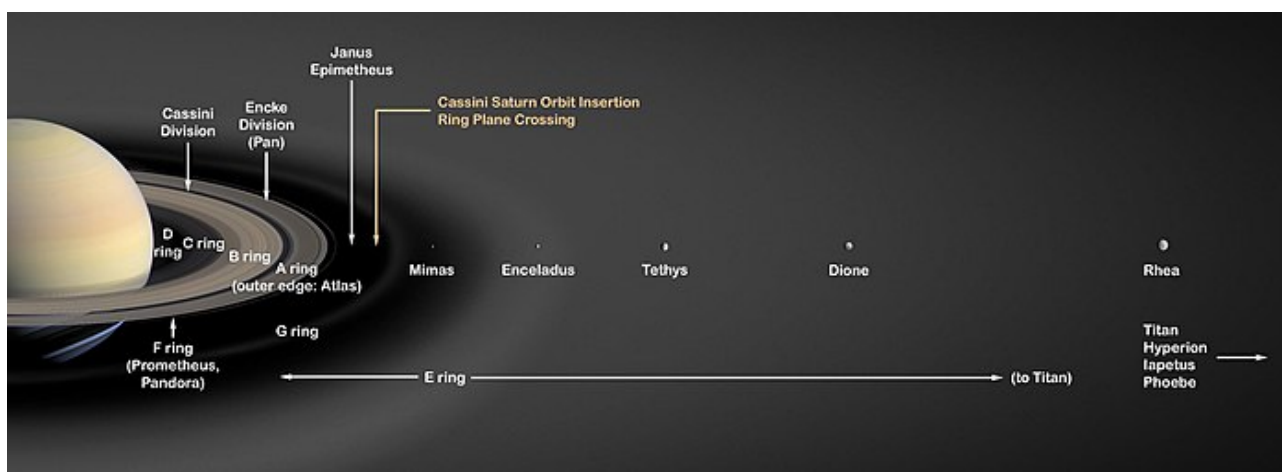 Janus
Epimetheus
Cassini Saturn Orbit Insertion
Ring Plane Crossing
Encke
Division
(Pan)
Cassini
Division
D
ring
C ring
B ring
A ring
(outer edge: Atlas)
Mimas
Enceladus
Tethys
Dione
Rhea
G ring
F ring
(Prometheus,
Pandora)
E ring
(to Titan)
Titan
Hyperion
Iapetus
Phoebe